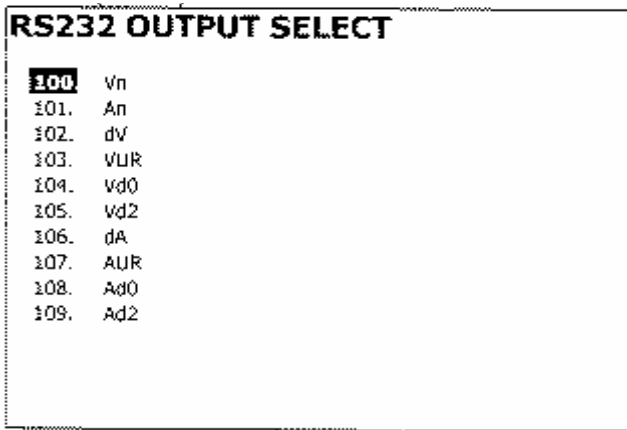 RS232 OUTPUT SELECT
100. Vn
101. An
102. dV
103. VUR
104. Vd0
105. Vd2
106. dA
107. AUR
108. Ad0
109. Ad2